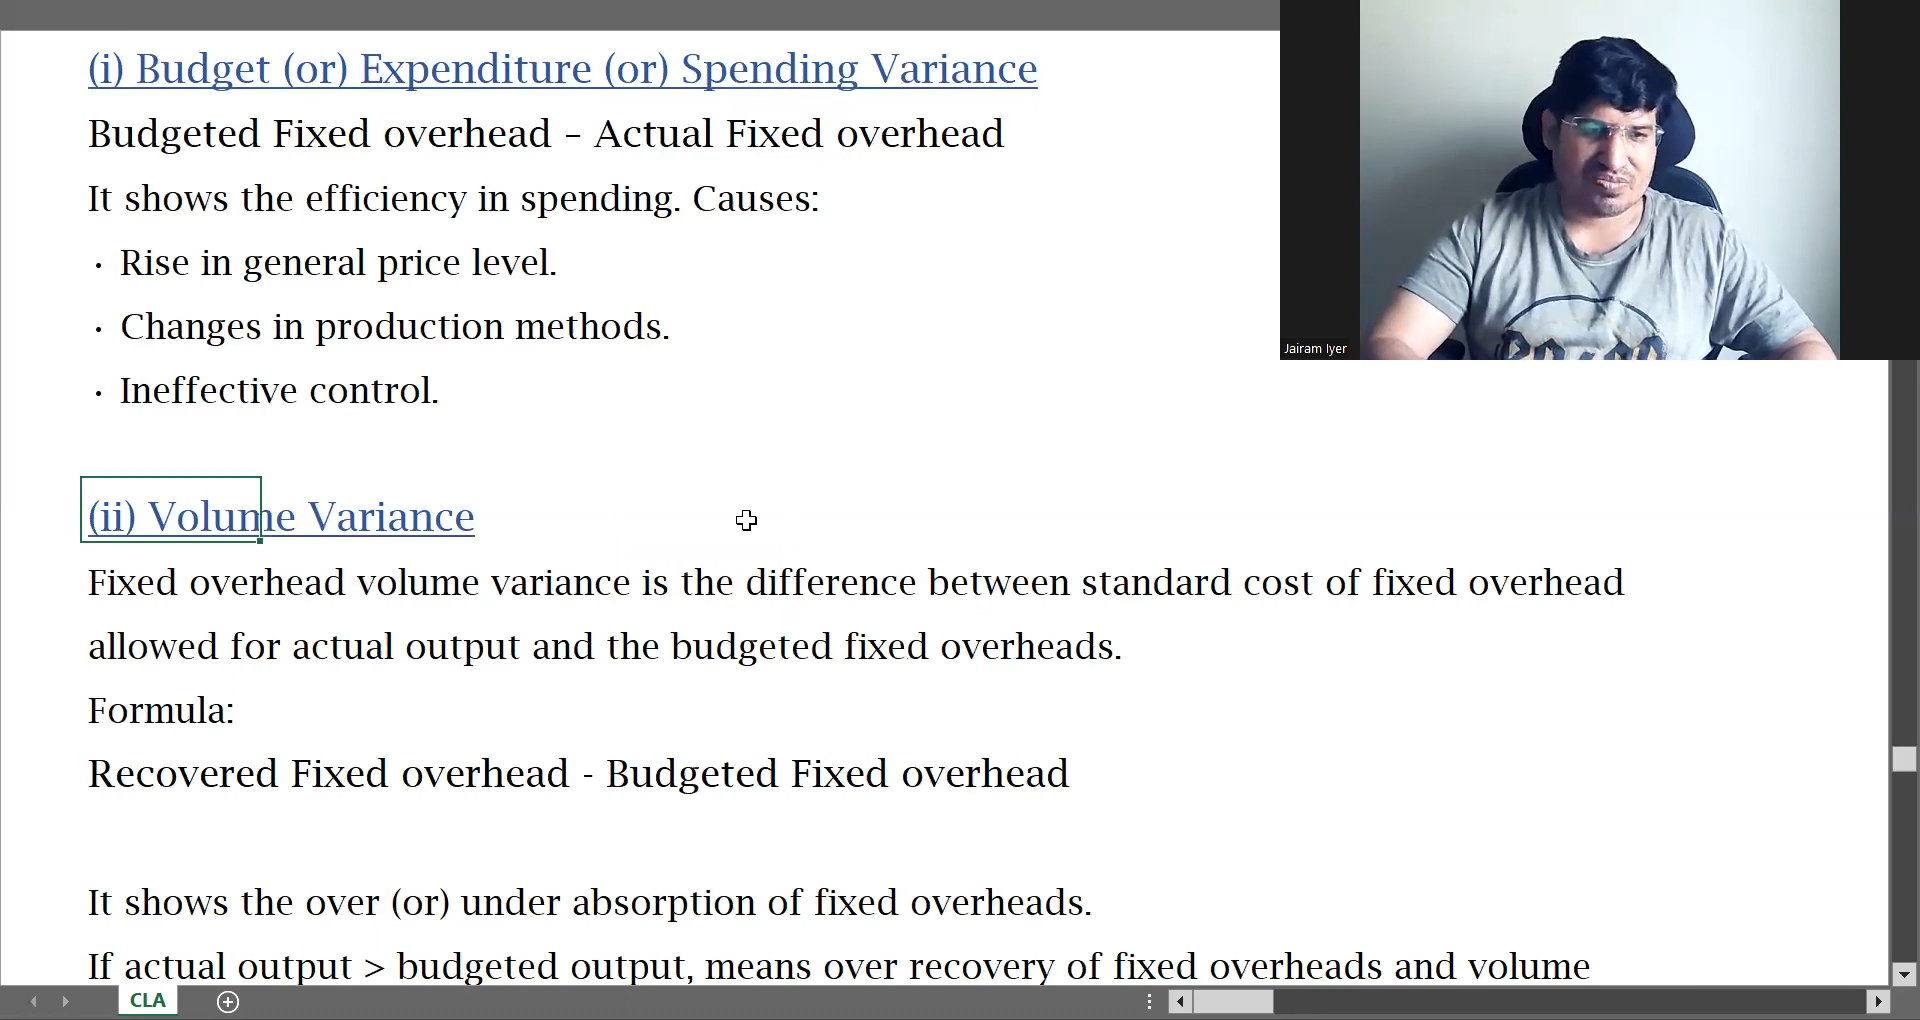 (i) Budget (or) Expenditure (or) Spending Variance
Budgeted Fixed overhead – Actual Fixed overhead
It shows the efficiency in spending. Causes:
· Rise in general price level.
· Changes in production methods.
· Ineffective control.
Jairam Iyer
(ii) Volume Variance
Fixed overhead volume variance is the difference between standard cost of fixed overhead
allowed for actual output and the budgeted fixed overheads.
Formula:
Recovered Fixed overhead - Budgeted Fixed overhead
It shows the over (or) under absorption of fixed overheads.
If actual output > budgeted output, means over recovery of fixed overheads and volume
CLA